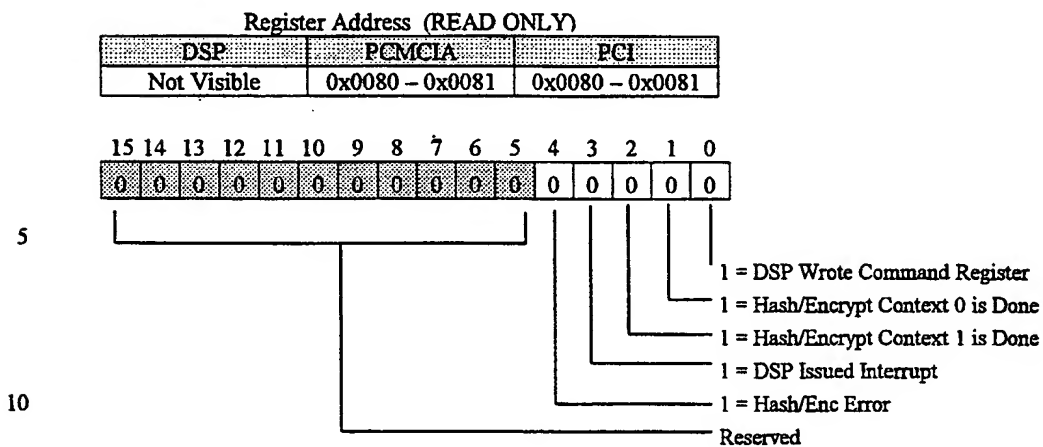 Register Address (READ ONLY)
DSP PCMCIA PCI
Not Visible 0x0080 – 0x0081 0x0080 – 0x0081
15 14 13 12 11 10 9 8 7 6 5 4 3 2 1 0
0 0 0 0 0 0 0 0 0 0 0 0 0 0 0 0
5
1 = DSP Wrote Command Register
1 = Hash/Encrypt Context 0 is Done
1 = Hash/Encrypt Context 1 is Done
1 = DSP Issued Interrupt
10 1 = Hash/Enc Error
Reserved